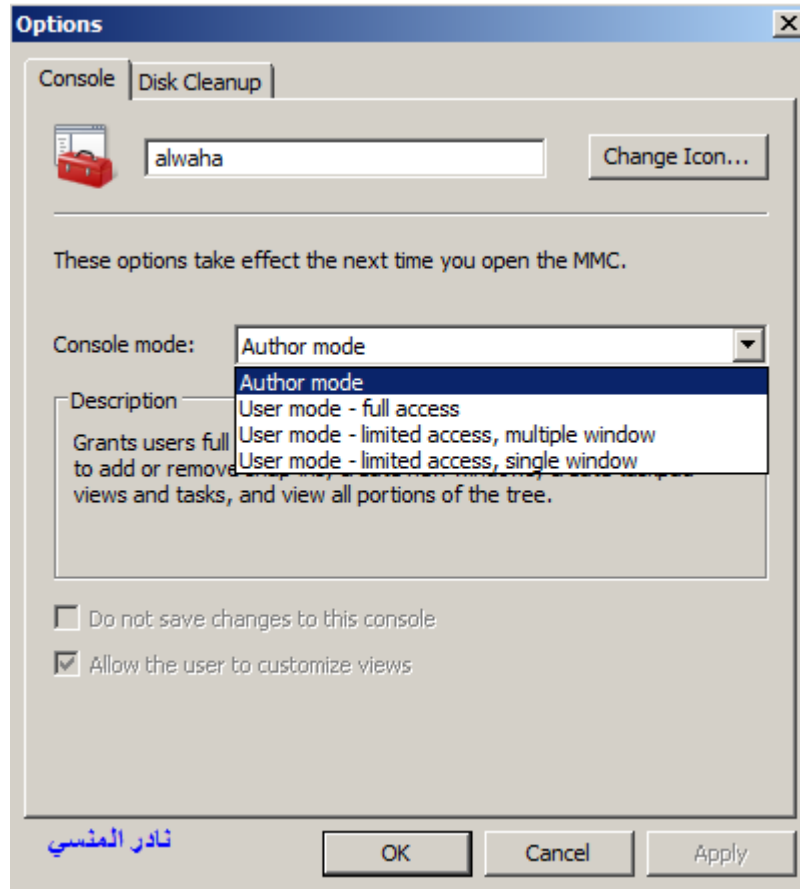 Options
Console
Disk Cleanup
alwaha
Change Icon...
These options take effect the next time you open the MMC.
Console mode:
Author mode
Author mode
User mode - full access
User mode - limited access, multiple window
User mode - limited access, single window
Description
Grants users full
to add or remove
views and tasks, and view all portions of the tree.
Do not save changes to this console
Allow the user to customize views
نادر المنسي
OK
Cancel
Apply